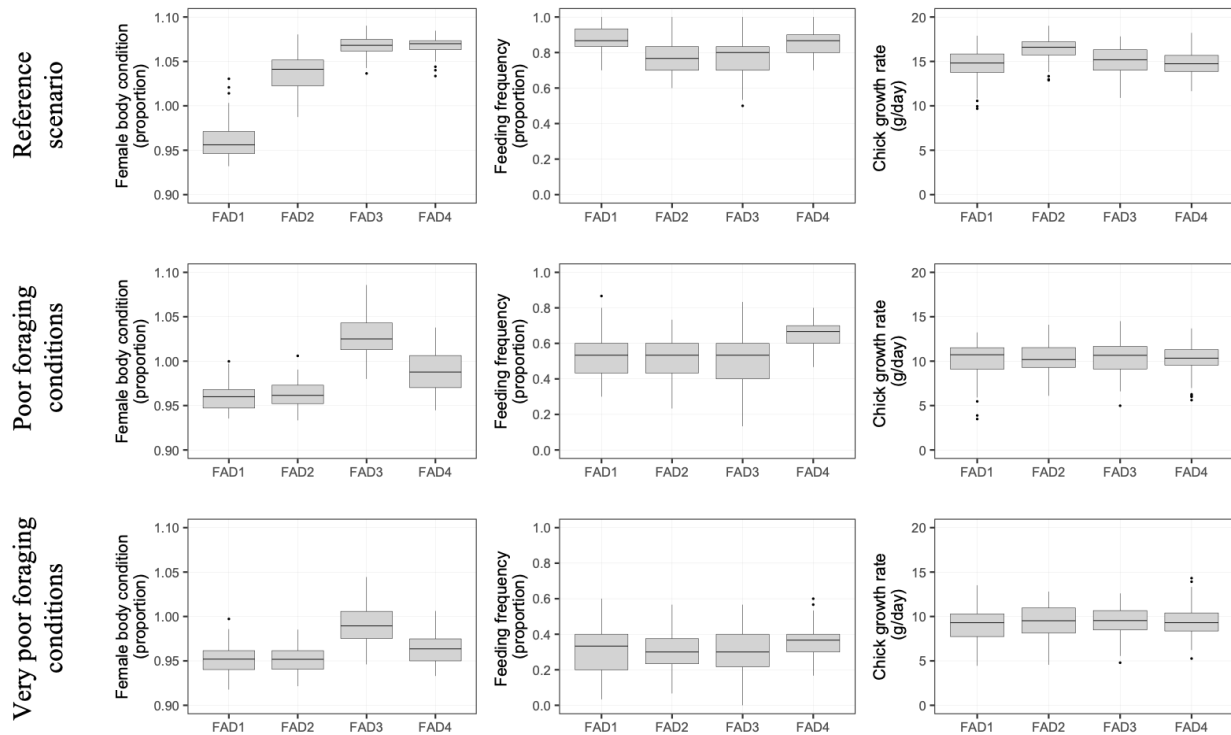 Reference
scenario
Female body condition
(proportion)
1.10
1.05
1.00
0.95
0.90
FAD1 FAD2 FAD3 FAD4
Feeding frequency
(proportion)
1.0
0.8
0.6
0.4
0.2
0.0
FAD1 FAD2 FAD3 FAD4
Chick growth rate
(g/day)
20
15
10
5
0
FAD1 FAD2 FAD3 FAD4
Poor foraging
conditions
Female body condition
(proportion)
1.10
1.05
1.00
0.95
0.90
FAD1 FAD2 FAD3 FAD4
Feeding frequency
(proportion)
1.0
0.8
0.6
0.4
0.2
0.0
FAD1 FAD2 FAD3 FAD4
Chick growth rate
(g/day)
20
15
10
5
0
FAD1 FAD2 FAD3 FAD4
Very poor foraging
conditions
Female body condition
(proportion)
1.10
1.05
1.00
0.95
0.90
FAD1 FAD2 FAD3 FAD4
Feeding frequency
(proportion)
1.0
0.8
0.6
0.4
0.2
0.0
FAD1 FAD2 FAD3 FAD4
Chick growth rate
(g/day)
20
15
10
5
0
FAD1 FAD2 FAD3 FAD4